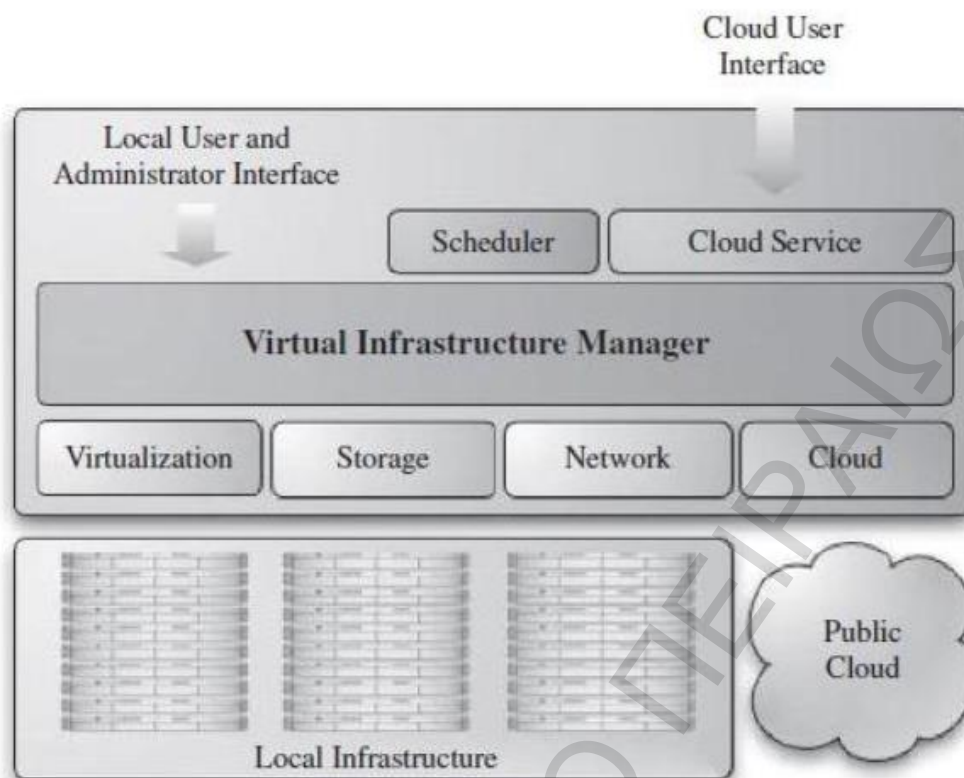 Cloud User
Interface
Local User and
Administrator Interface
Scheduler
Cloud Service
Virtual Infrastructure Manager
Virtualization
Storage
Network
Cloud
Public
Cloud
Local Infrastructure
Ο ΠΕΙΡΑΙΩΣ